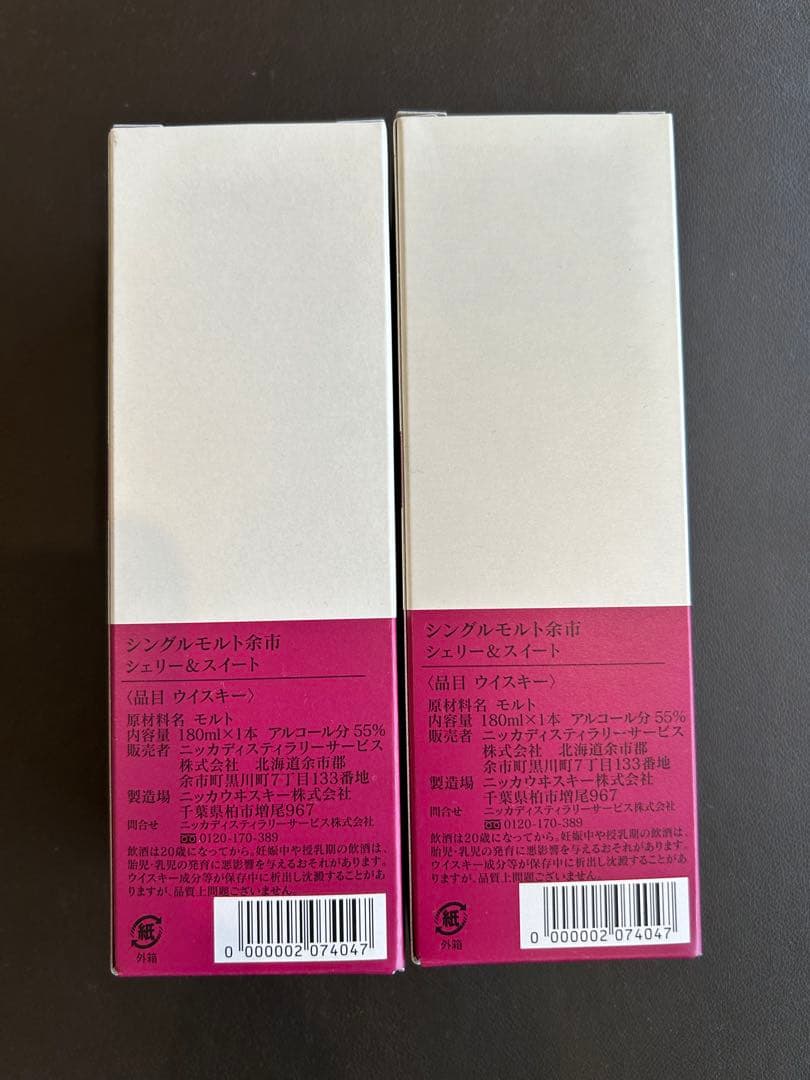 シングルモルト余市
シェリー&スイート
〈品目 ウイスキー〉
原材料名 モルト
内容量 180ml×1本 アルコール分 55%
販売者 ニッカディスティラリーサービス
株式会社 北海道余市郡
余市町黒川町7丁目133番地
製造場 ニッカウヰスキー株式会社
千葉県柏市増尾967
問合せ ニッカディスティラリーサービス株式会社
0120-170-389
飲酒は20歳になってから。妊娠中や授乳期の飲酒は、
胎児・乳児の発育に悪影響を与えるおそれがあります。
ウイスキー成分等が保存中に析出し沈澱することがあ
りますが、品質上問題ございません。
紙
外箱
0 000002 074047
シングルモルト余市
シェリー&スイート
〈品目 ウイスキー〉
原材料名 モルト
内容量 180ml×1本 アルコール分 55%
販売者 ニッカディスティラリーサービス
株式会社 北海道余市郡
余市町黒川町7丁目133番地
製造場 ニッカウヰスキー株式会社
千葉県柏市増尾967
問合せ ニッカディスティラリーサービス株式会社
0120-170-389
飲酒は20歳になってから。妊娠中や授乳期の飲酒は、
胎児・乳児の発育に悪影響を与えるおそれがあります。
ウイスキー成分等が保存中に析出し沈澱することがあ
りますが、品質上問題ございません。
紙
外箱
0 000002 074047